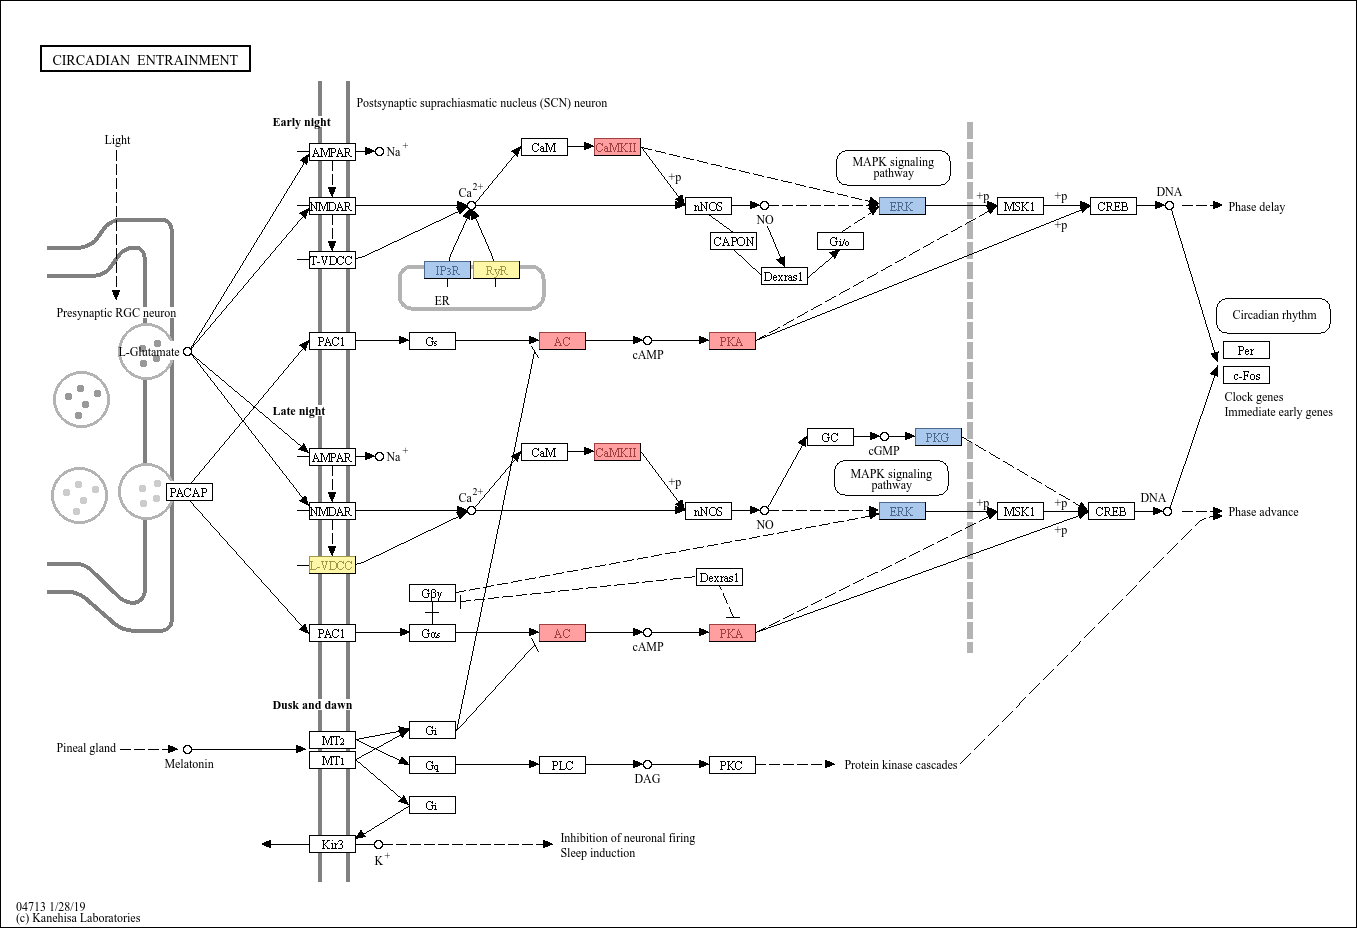 CIRCADIAN ENTRAINMENT
Postsynaptic suprachiasmatic nucleus (SCN) neuron
Early night
Light
AMPAR
Na+
CaM
CaMKII
MAPK signaling
pathway
+p
Ca2+
NMDAR
nNOS
NO
ERK
+p
MSK1
+p
CREB
DNA
Phase delay
+p
CAPON
Gi/o
T-VDCC
IP3R
RyR
Dexras1
ER
Presynaptic RGC neuron
Circadian rhythm
L-Glutamate
PAC1
Gs
AC
cAMP
PKA
Per
c-Fos
Clock genes
Immediate early genes
Late night
AMPAR
Na+
CaM
CaMKII
GC
cGMP
PKG
MAPK signaling
pathway
+p
PACAP
Ca2+
NMDAR
nNOS
NO
ERK
+p
MSK1
+p
CREB
DNA
Phase advance
+p
L-VDCC
Dexras1
Gβγ
PAC1
Gαs
AC
cAMP
PKA
Dusk and dawn
Gi
MT2
Pineal gland
Melatonin
MT1
Gq
PLC
DAG
PKC
Protein kinase cascades
Gi
Kir3
K+
Inhibition of neuronal firing
Sleep induction
04713 1/28/19
(c) Kanehisa Laboratories